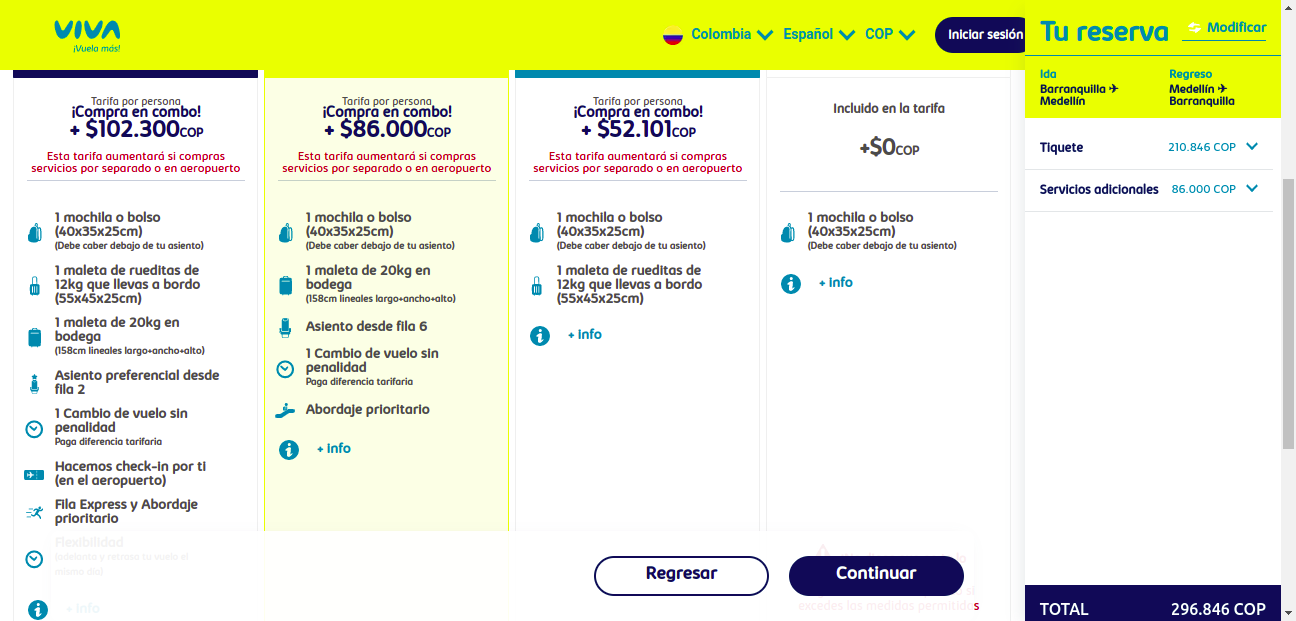 VIVA
¡Vuela más!
Colombia Español COP Iniciar sesión
Tu reserva Modificar
Ida
Barranquilla ✈
Medellín
Regreso
Medellín ✈
Barranquilla
Tiquete 210.846 COP
Servicios adicionales 86.000 COP
TOTAL 296.846 COP
Tarifa por persona
¡Compra en combo!
+ $102.300COP
Esta tarifa aumentará si compras
servicios por separado o en aeropuerto
1 mochila o bolso
(40x35x25cm)
(Debe caber debajo de tu asiento)
1 maleta de rueditas de
12kg que llevas a bordo
(55x45x25cm)
1 maleta de 20kg en
bodega
(158cm lineales largo+ancho+alto)
Asiento preferencial desde
fila 2
1 Cambio de vuelo sin
penalidad
Paga diferencia tarifaria
Hacemos check-in por ti
(en el aeropuerto)
Fila Express y Abordaje
prioritario
Flexibilidad
(adelanta y retrasa tu vuelo el
mismo día)
+ Info
Tarifa por persona
¡Compra en combo!
+ $86.000COP
Esta tarifa aumentará si compras
servicios por separado o en aeropuerto
1 mochila o bolso
(40x35x25cm)
(Debe caber debajo de tu asiento)
1 maleta de 20kg en
bodega
(158cm lineales largo+ancho+alto)
Asiento desde fila 6
1 Cambio de vuelo sin
penalidad
Paga diferencia tarifaria
Abordaje prioritario
+ Info
Tarifa por persona
¡Compra en combo!
+ $52.101COP
Esta tarifa aumentará si compras
servicios por separado o en aeropuerto
1 mochila o bolso
(40x35x25cm)
(Debe caber debajo de tu asiento)
1 maleta de rueditas de
12kg que llevas a bordo
(55x45x25cm)
+ Info
Incluido en la tarifa
+$0COP
1 mochila o bolso
(40x35x25cm)
(Debe caber debajo de tu asiento)
+ Info
si
excedes las medidas permitidas
Regresar Continuar